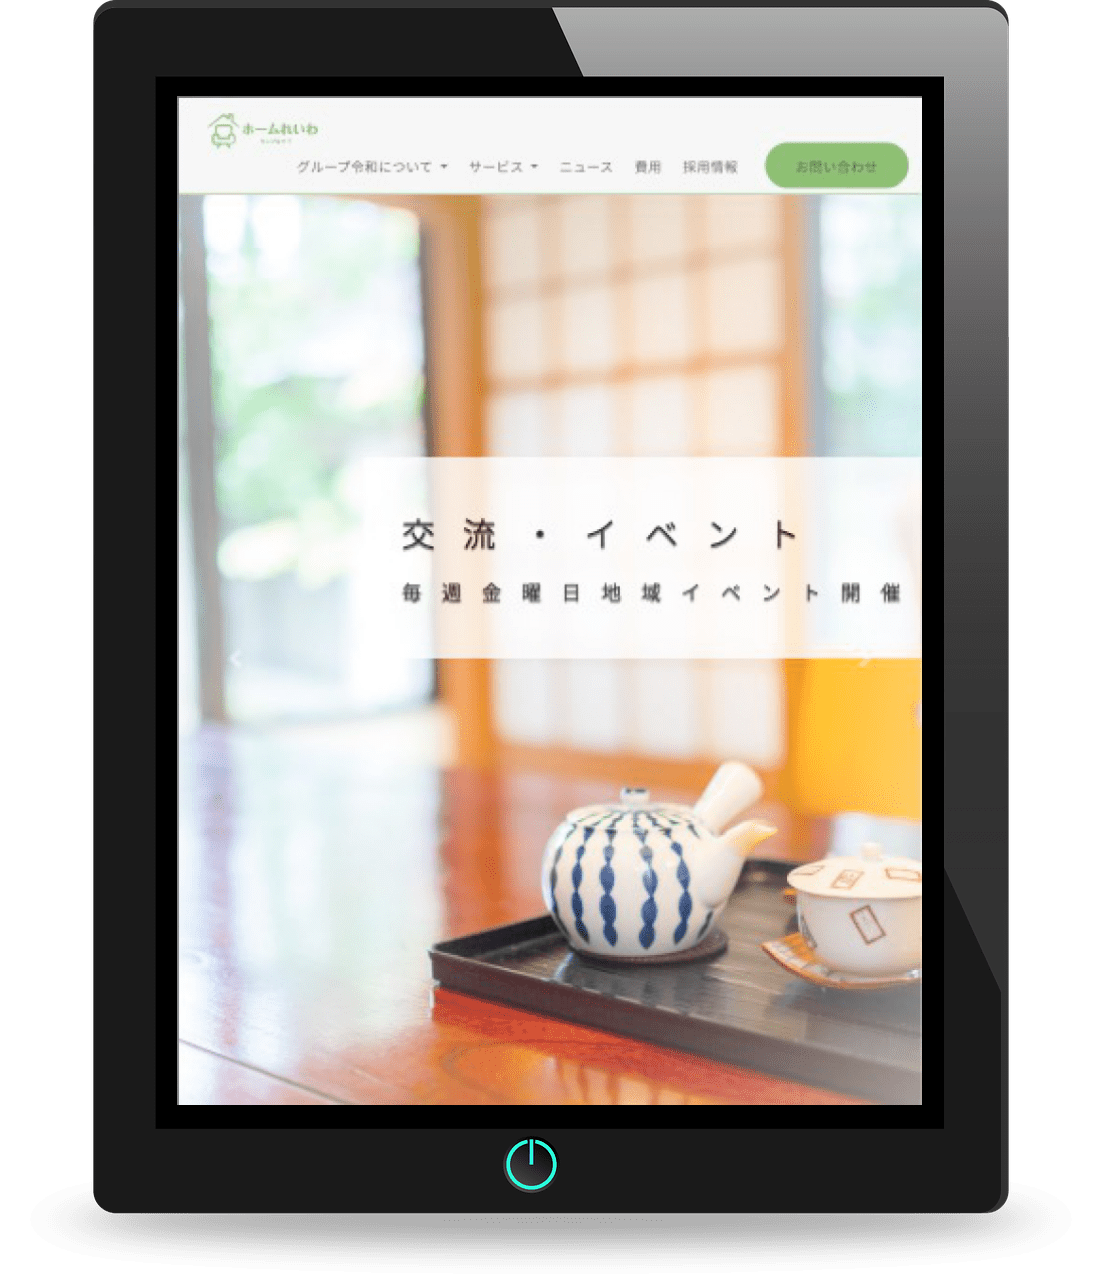 ホームれいわ
グループ令和について サービス ニュース 費用 採用情報 お問い合わせ
交流・イベント
毎週金曜日地域イベント開催